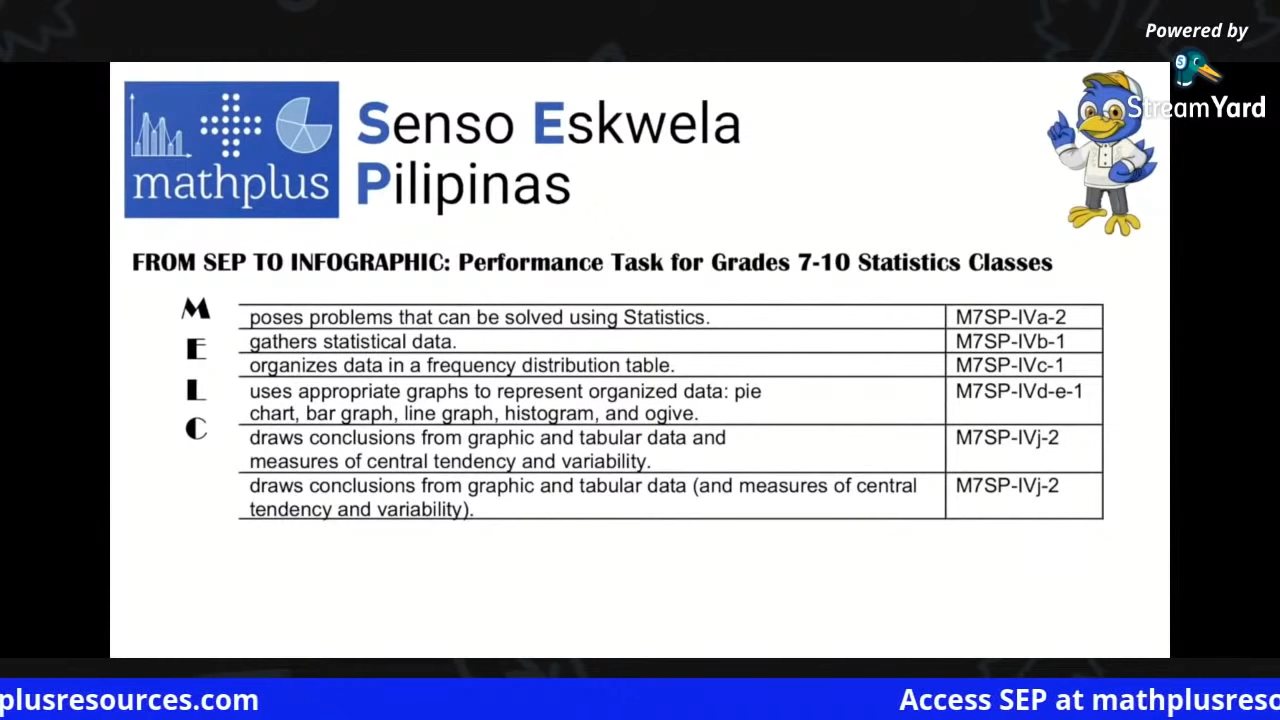 Powered by
StreamYard
mathplus
Senso Eskwela
Pilipinas
FROM SEP TO INFOGRAPHIC: Performance Task for Grades 7-10 Statistics Classes
M
E
L
C
poses problems that can be solved using Statistics. M7SP-IVa-2
gathers statistical data. M7SP-IVb-1
organizes data in a frequency distribution table. M7SP-IVc-1
uses appropriate graphs to represent organized data: pie M7SP-IVd-e-1
chart, bar graph, line graph, histogram, and ogive.
draws conclusions from graphic and tabular data and M7SP-IVj-2
measures of central tendency and variability.
draws conclusions from graphic and tabular data (and measures of central M7SP-IVj-2
tendency and variability).
plusresources.com Access SEP at mathplusreso